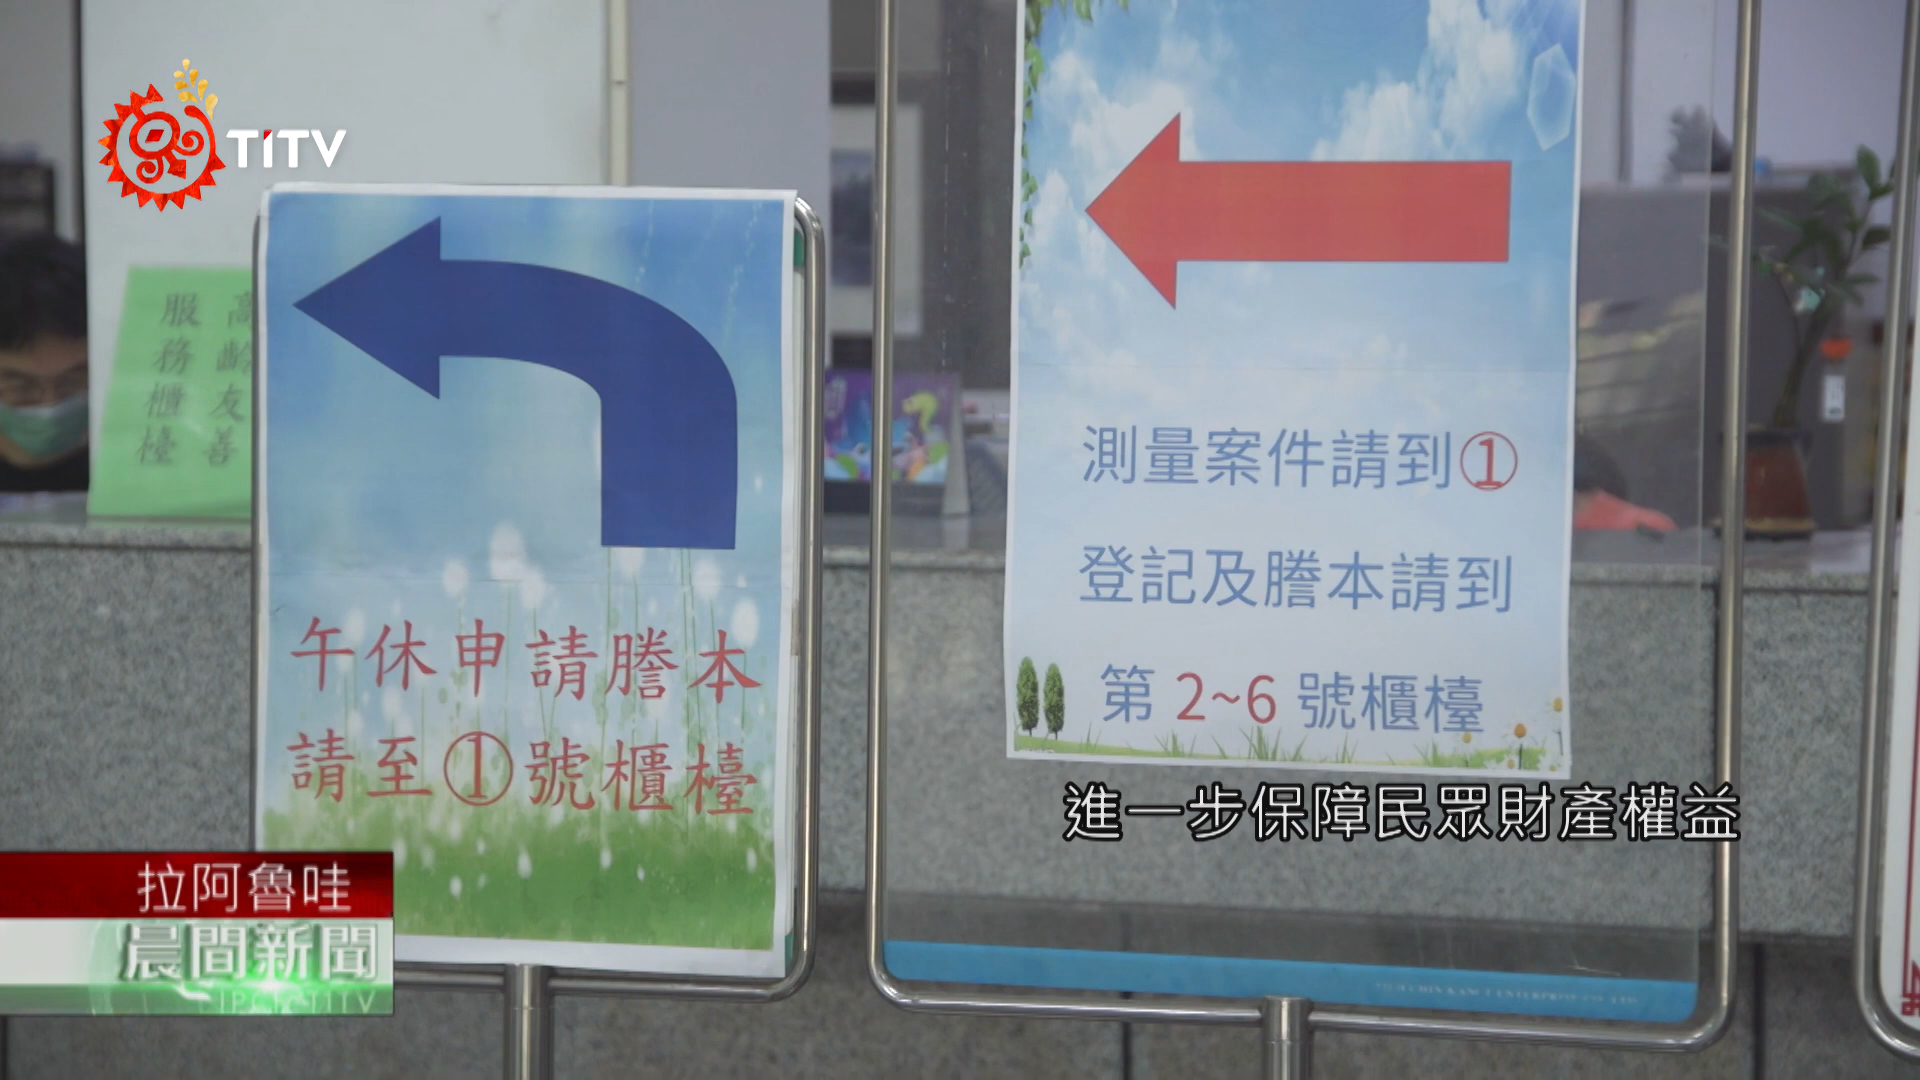 TiTV
高齡友善
服務櫃檯
午休申請謄本
請至①號櫃檯
測量案件請到①
登記及謄本請到
第 2~6 號櫃檯
進一步保障民眾財產權益
拉阿魯哇
晨間新聞